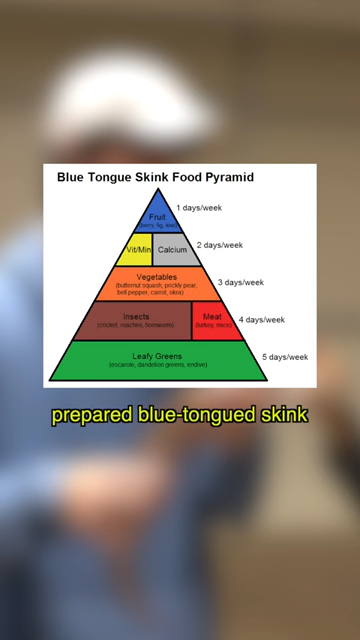 Blue Tongue Skink Food Pyramid
1 days/week
Fruit
(berry, fig, kiwi)
Vit/Min Calcium 2 days/week
Vegetables
(butternut squash, prickly pear,
bell pepper, carrot, okra)
3 days/week
Insects Meat 4 days/week
(cricket, roaches, hornworm) (turkey, mice)
Leafy Greens 5 days/week
(escarole, dandelion greens, endive)
prepared blue-tongued skink